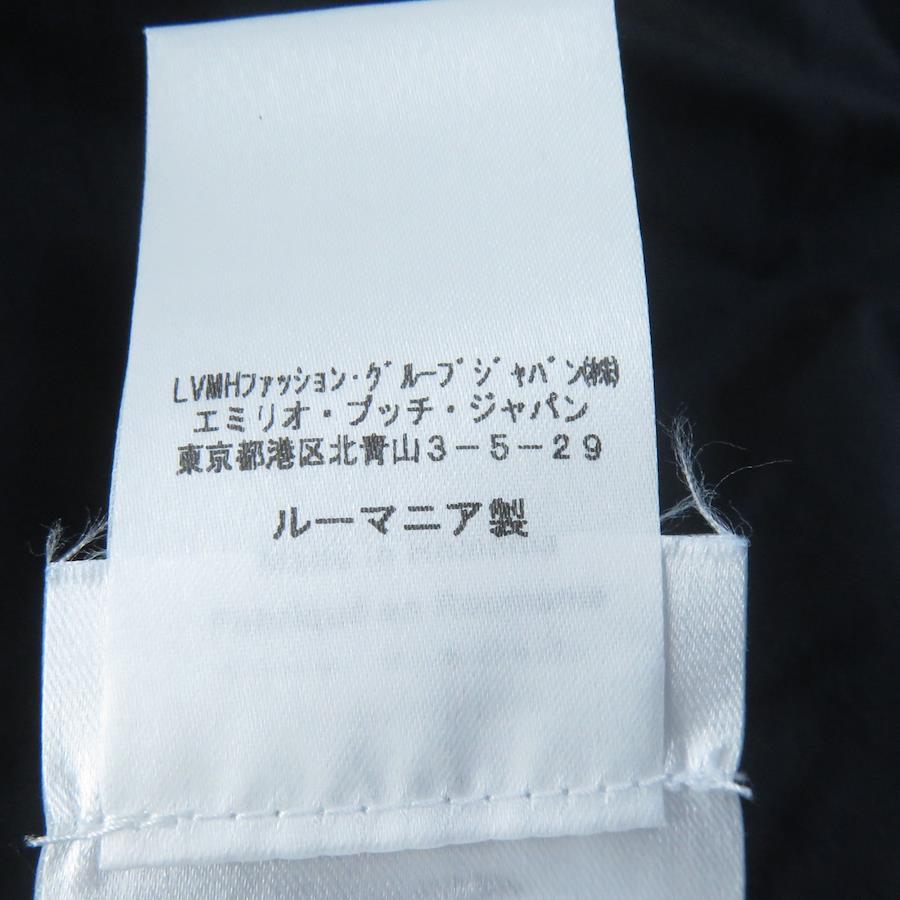 LVMHファッション・グループジャパン(株)
エミリオ・プッチ・ジャパン
東京都港区北青山3-5-29
ルーマニア製